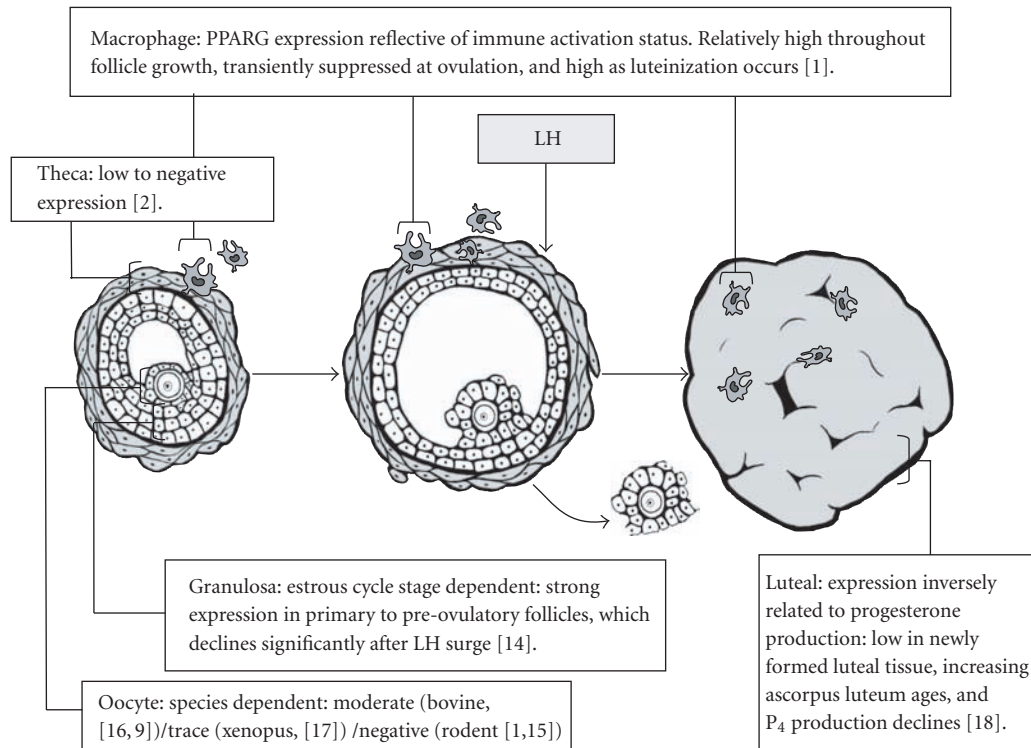 Macrophage: PPARG expression reflective of immune activation status. Relatively high throughout
follicle growth, transiently suppressed at ovulation, and high as luteinization occurs [1].
LH
Theca: low to negative
expression [2].
Granulosa: estrous cycle stage dependent: strong
expression in primary to pre-ovulatory follicles, which
declines significantly after LH surge [14].
Oocyte: species dependent: moderate (bovine,
[16, 9])/trace (xenopus, [17]) /negative (rodent [1,15])
Luteal: expression inversely
related to progesterone
production: low in newly
formed luteal tissue, increasing
ascorpus luteum ages, and
P₄ production declines [18].